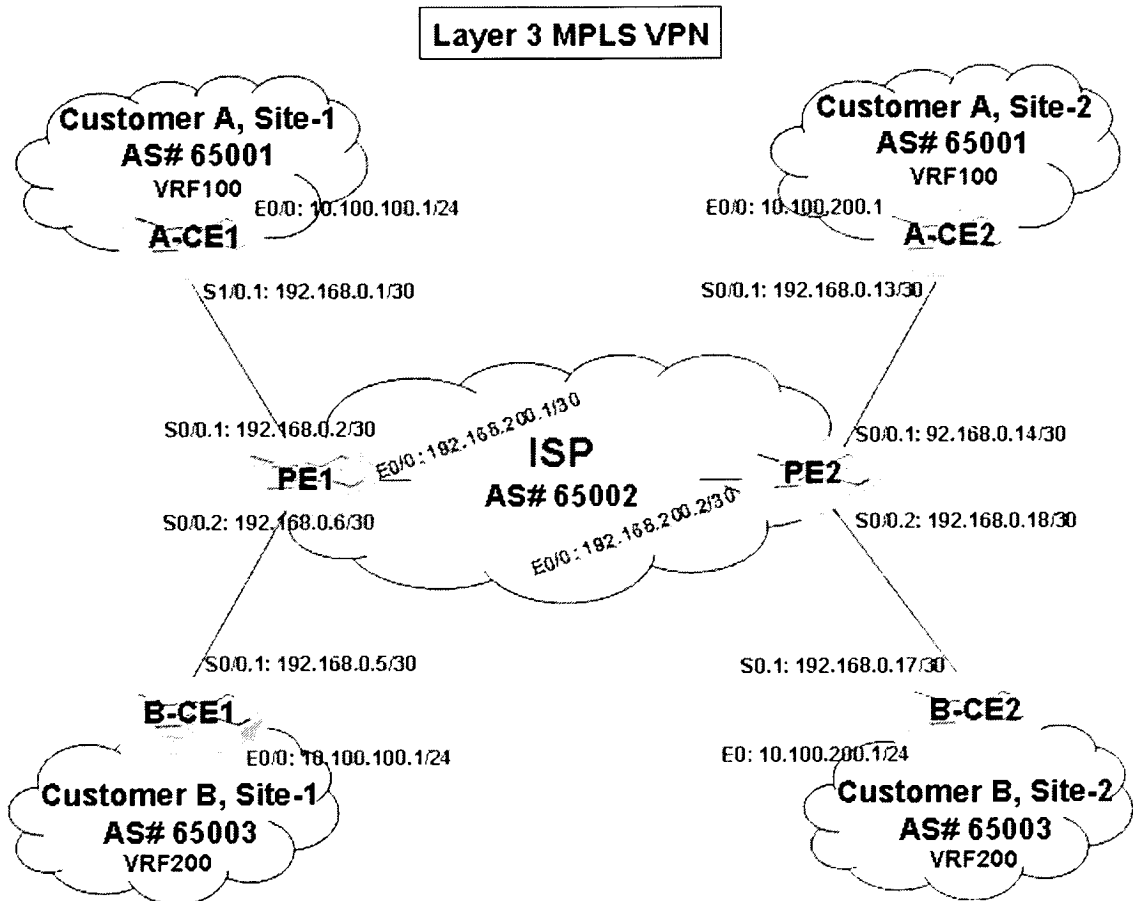 Layer 3 MPLS VPN
Customer A, Site-1
AS# 65001
VRF100
E0/0: 10.100.100.1/24
A-CE1
S1/0.1: 192.168.0.1/30
Customer A, Site-2
AS# 65001
VRF100
E0/0: 10.100.200.1
A-CE2
S0/0.1: 192.168.0.13/30
S0/0.1: 192.168.0.2/30
PE1
S0/0.2: 192.168.0.6/30
E0/0: 192.168.200.1/30
ISP
AS# 65002
E0/0: 192.168.200.2/30
S0/0.1: 92.168.0.14/30
PE2
S0/0.2: 192.168.0.18/30
S0/0.1: 192.168.0.5/30
B-CE1
E0/0: 10.100.100.1/24
Customer B, Site-1
AS# 65003
VRF200
S0.1: 192.168.0.17/30
B-CE2
E0: 10.100.200.1/24
Customer B, Site-2
AS# 65003
VRF200